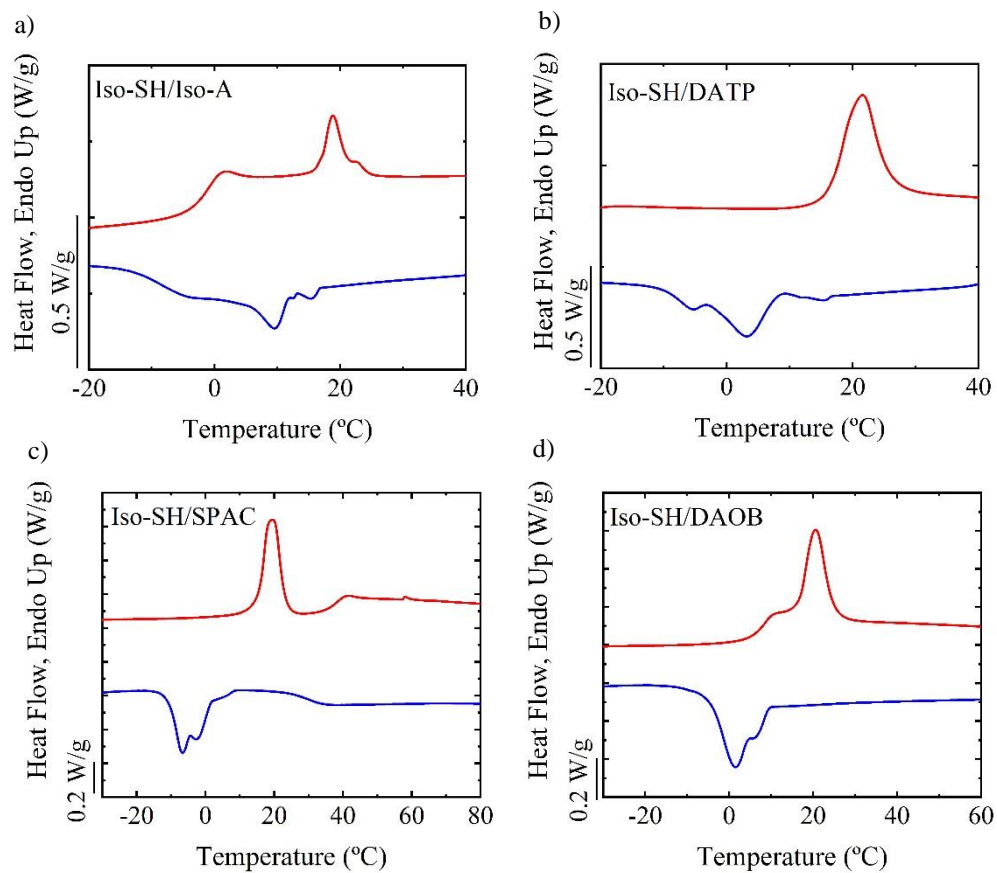 a)
Iso-SH/Iso-A
Heat Flow, Endo Up (W/g)
0.5 W/g
-20 0 20 40
Temperature (ºC)
b)
Iso-SH/DATP
Heat Flow, Endo Up (W/g)
0.5 W/g
-20 0 20 40
Temperature (ºC)
c)
Iso-SH/SPAC
Heat Flow, Endo Up (W/g)
0.2 W/g
-20 0 20 40 60 80
Temperature (ºC)
d)
Iso-SH/DAOB
Heat Flow, Endo Up (W/g)
0.2 W/g
-20 0 20 40 60
Temperature (ºC)